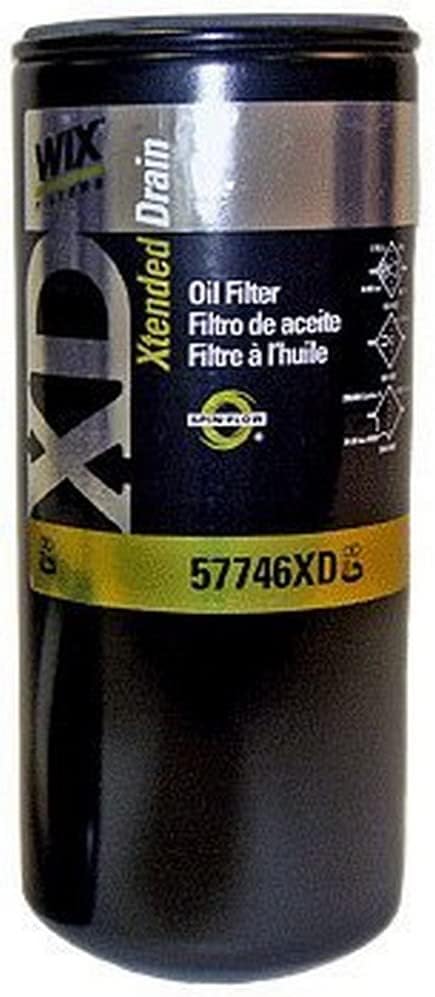 WIX
FILTERS
XD
Xtended Drain
Oil Filter
Filtro de aceite
Filtre à l'huile
57746XD